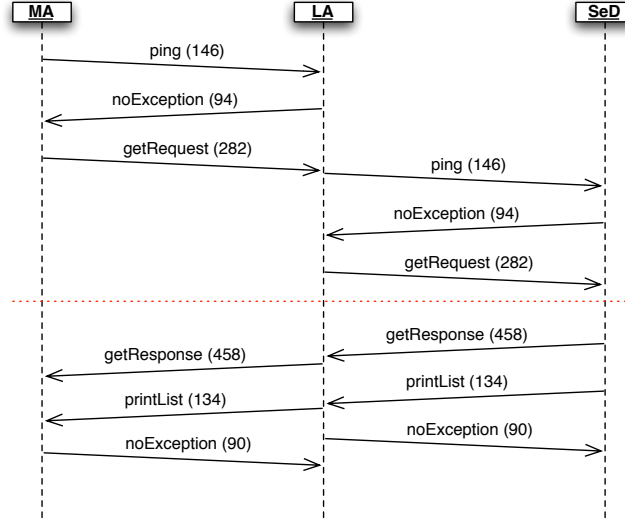 MA LA SeD
ping (146)
noException (94)
getRequest (282)
ping (146)
noException (94)
getRequest (282)
getResponse (458)
getResponse (458)
printList (134)
printList (134)
noException (90)
noException (90)